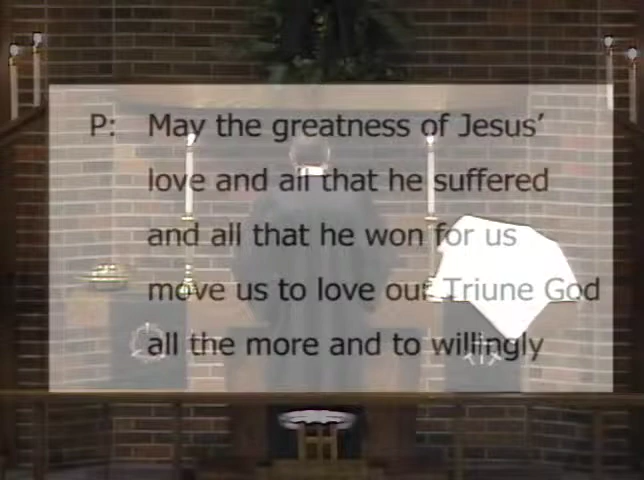 P: May the greatness of Jesus'
love and all that he suffered
and all that he won for us
move us to love our Triune God
all the more and to willingly